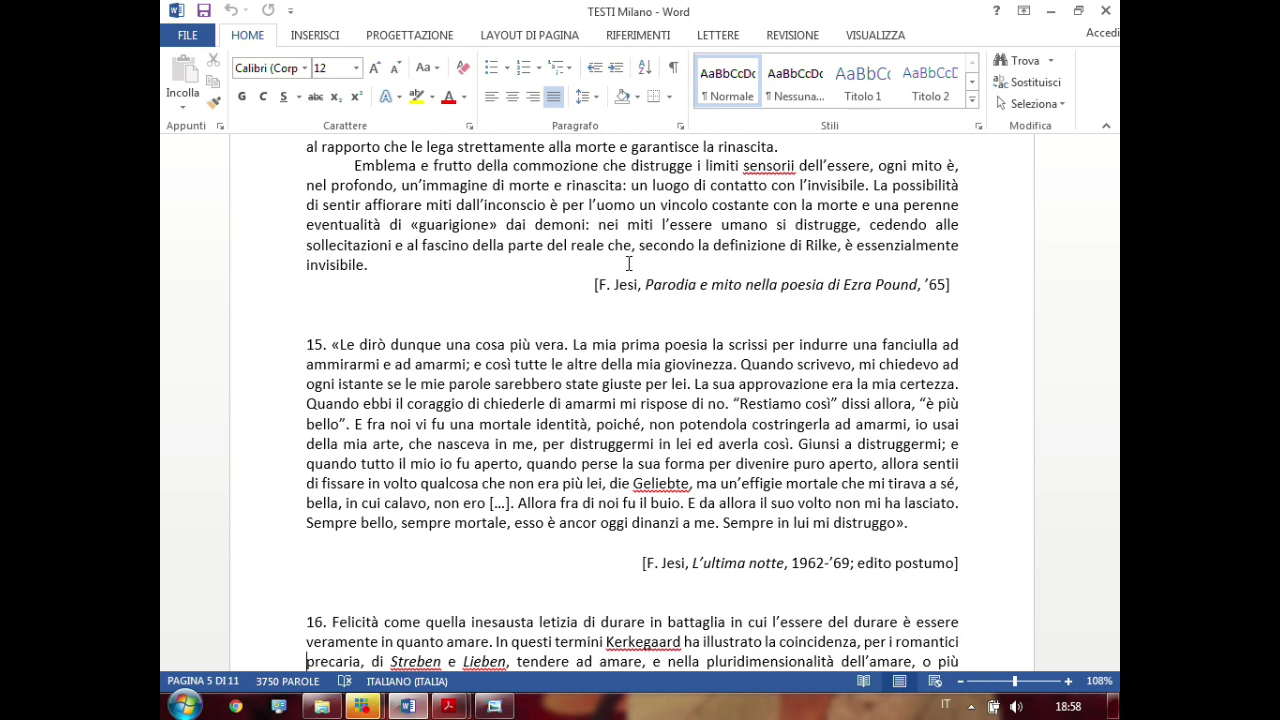 TESTI Milano - Word
FILE HOME INSERISCI PROGETTAZIONE LAYOUT DI PAGINA RIFERIMENTI LETTERE REVISIONE VISUALIZZA Accedi
Incolla
Calibri (Corp 12 Aa
AaBbCcDc AaBbCcDc AaBbC AaBbCcD
¶ Normale ¶ Nessuna... Titolo 1 Titolo 2
G C S abc x₂ x² A ab A
Trova
Sostituisci
Seleziona
Appunti Carattere Paragrafo Stili Modifica
al rapporto che le lega strettamente alla morte e garantisce la rinascita.
Emblema e frutto della commozione che distrugge i limiti sensorii dell’essere, ogni mito è,
nel profondo, un’immagine di morte e rinascita: un luogo di contatto con l’invisibile. La possibilità
di sentir affiorare miti dall’inconscio è per l’uomo un vincolo costante con la morte e una perenne
eventualità di «guarigione» dai demoni: nei miti l’essere umano si distrugge, cedendo alle
sollecitazioni e al fascino della parte del reale che, secondo la definizione di Rilke, è essenzialmente
invisibile.
[F. Jesi, Parodia e mito nella poesia di Ezra Pound, ’65]
15. «Le dirò dunque una cosa più vera. La mia prima poesia la scrissi per indurre una fanciulla ad
ammirarmi e ad amarmi; e così tutte le altre della mia giovinezza. Quando scrivevo, mi chiedevo ad
ogni istante se le mie parole sarebbero state giuste per lei. La sua approvazione era la mia certezza.
Quando ebbi il coraggio di chiederle di amarmi mi rispose di no. “Restiamo così” dissi allora, “è più
bello”. E fra noi vi fu una mortale identità, poiché, non potendola costringerla ad amarmi, io usai
della mia arte, che nasceva in me, per distruggermi in lei ed averla così. Giunsi a distruggermi; e
quando tutto il mio io fu aperto, quando perse la sua forma per divenire puro aperto, allora sentii
di fissare in volto qualcosa che non era più lei, die Geliebte, ma un’effigie mortale che mi tirava a sé,
bella, in cui calavo, non ero […]. Allora fra di noi fu il buio. E da allora il suo volto non mi ha lasciato.
Sempre bello, sempre mortale, esso è ancor oggi dinanzi a me. Sempre in lui mi distruggo».
[F. Jesi, L’ultima notte, 1962-’69; edito postumo]
16. Felicità come quella inesausta letizia di durare in battaglia in cui l’essere del durare è essere
veramente in quanto amare. In questi termini Kerkegaard ha illustrato la coincidenza, per i romantici
precaria, di Streben e Lieben, tendere ad amare, e nella pluridimensionalità dell’amare, o più
PAGINA 5 DI 11 3750 PAROLE ITALIANO (ITALIA) 108%
IT 18:58